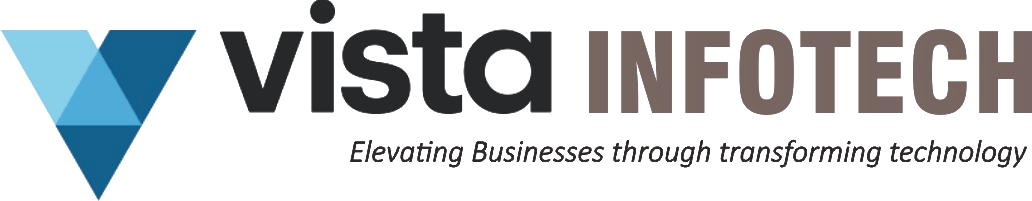 vista INFOTECH
Elevating Businesses through transforming technology